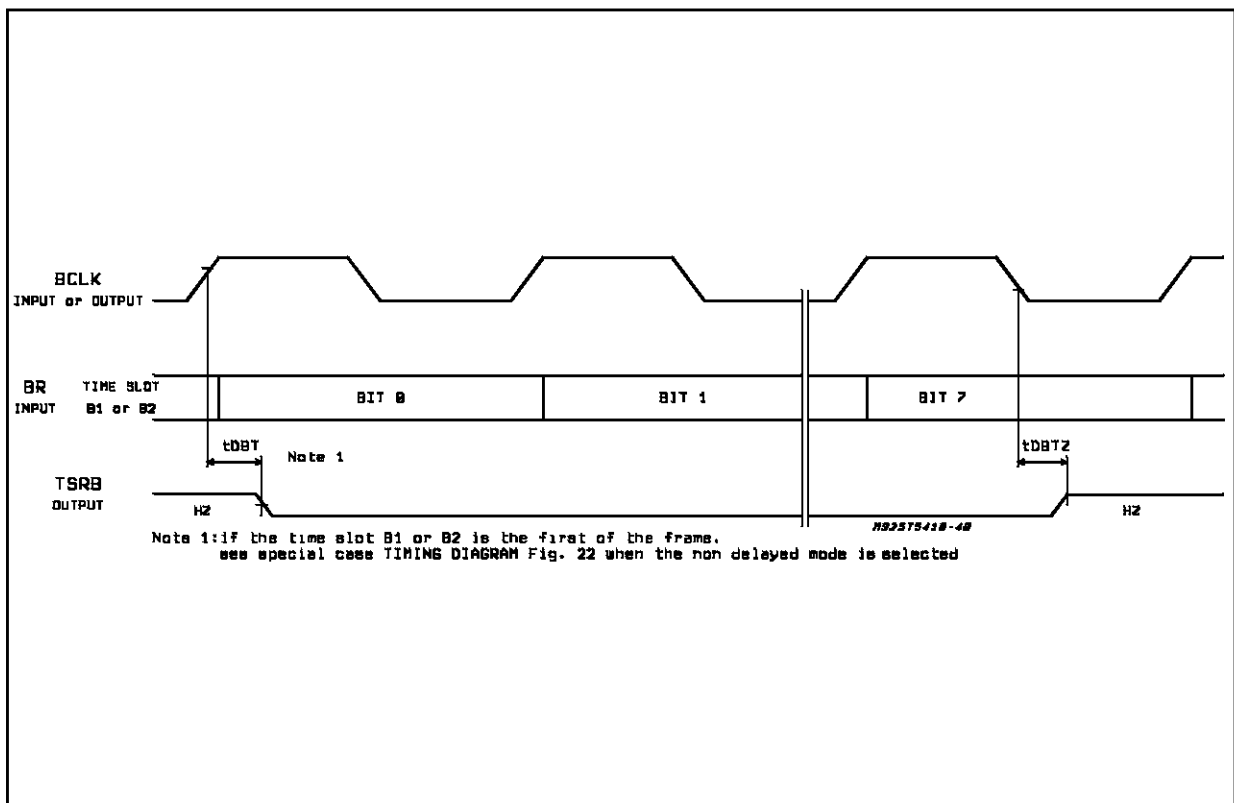 BCLK
INPUT or OUTPUT
BR TIME SLOT
INPUT B1 or B2
BIT 0
BIT 1
BIT 7
tDBT
Note 1
tDBTZ
TSRB
OUTPUT
HZ
HZ
M92ST5410-40
Note 1:if the time slot B1 or B2 is the first of the frame.
see special case TIMING DIAGRAM Fig. 22 when the non delayed mode is selected